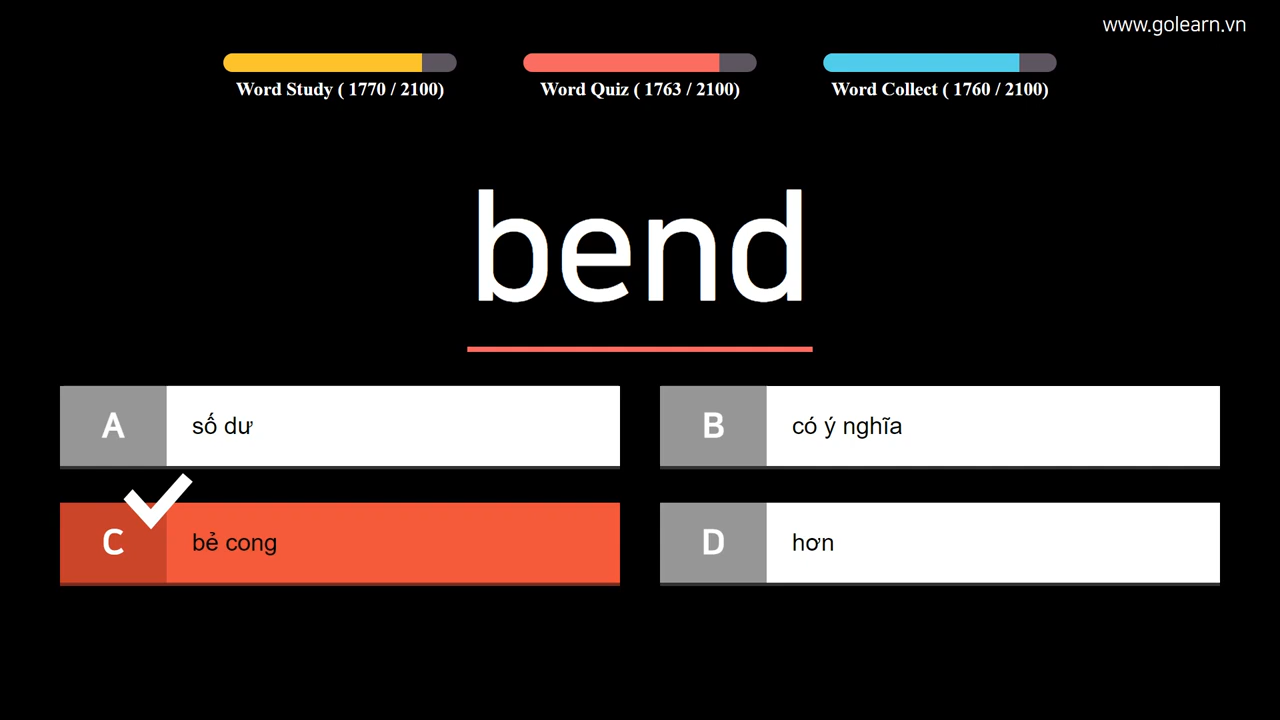 www.golearn.vn
Word Study ( 1770 / 2100)
Word Quiz ( 1763 / 2100)
Word Collect ( 1760 / 2100)
bend
A số dư
B có ý nghĩa
C bẻ cong
D hơn